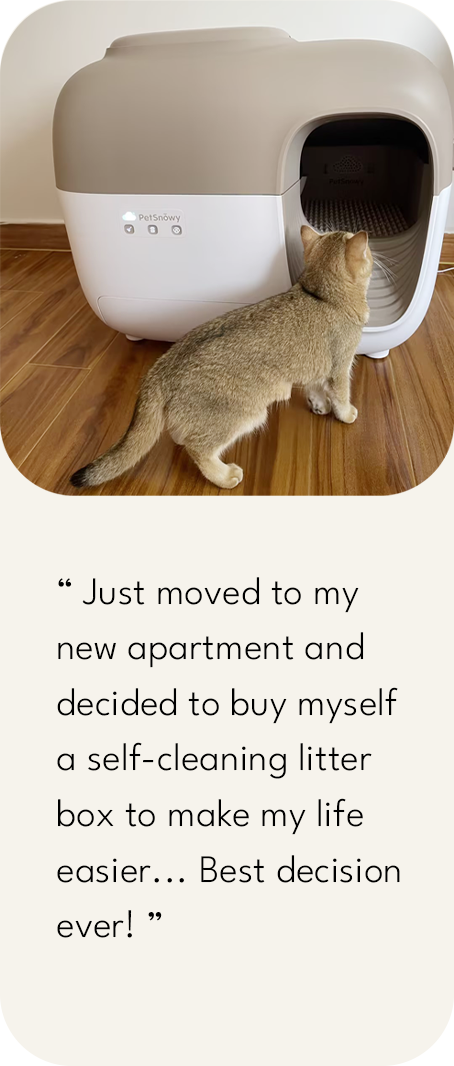 PetSnowy
PetSnowy
“ Just moved to my
new apartment and
decided to buy myself
a self-cleaning litter
box to make my life
easier... Best decision
ever! ”